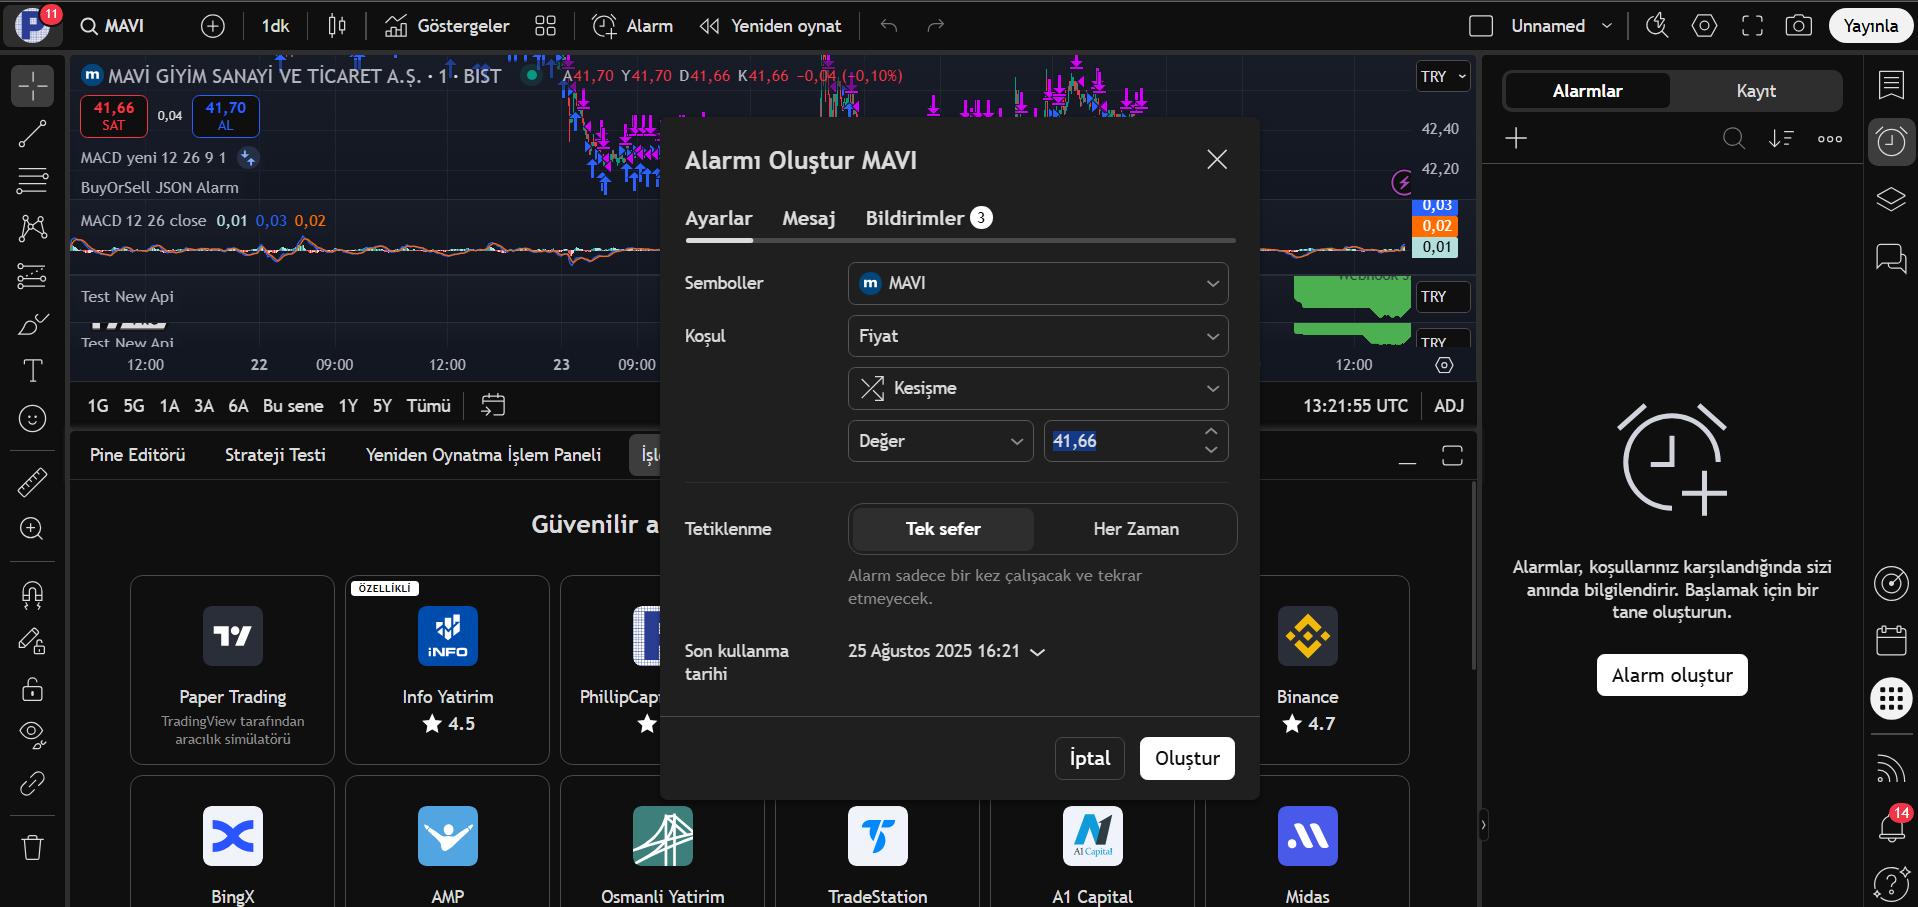 11
MAVI
1dk
Göstergeler
Alarm
Yeniden oynat
Unnamed
Yayınla
m MAVİ GİYİM SANAYİ VE TİCARET A.Ş. · 1 · BIST
A41,70 Y41,70 D41,66 K41,66 −0,04 (−0,10%)
TRY
41,66
SAT
0,04
41,70
AL
42,40
42,20
MACD yeni 12 26 9 1
BuyOrSell JSON Alarm
MACD 12 26 close 0,01 0,03 0,02
0,03
0,02
0,01
Test New Api
TRY
Test New Api
TRY
12:00
22
09:00
12:00
23
09:00
12:00
1G 5G 1A 3A 6A Bu sene 1Y 5Y Tümü
13:21:55 UTC
ADJ
Pine Editörü
Strateji Testi
Yeniden Oynatma İşlem Paneli
Güvenilir a
Paper Trading
TradingView tarafından
aracılık simülatörü
ÖZELLİKLİ
iNFO
Info Yatirim
4.5
PhillipCapi
Binance
4.7
BingX
AMP
Osmanli Yatirim
TradeStation
A1 Capital
A1 Capital
Midas
Alarmı Oluştur MAVI
Ayarlar
Mesaj
Bildirimler 3
Semboller
m MAVI
Koşul
Fiyat
Kesişme
Değer
41,66
Tetiklenme
Tek sefer
Her Zaman
Alarm sadece bir kez çalışacak ve tekrar
etmeyecek.
Son kullanma
tarihi
25 Ağustos 2025 16:21
İptal
Oluştur
Alarmlar
Kayıt
Alarmlar, koşullarınız karşılandığında sizi
anında bilgilendirir. Başlamak için bir
tane oluşturun.
Alarm oluştur
14